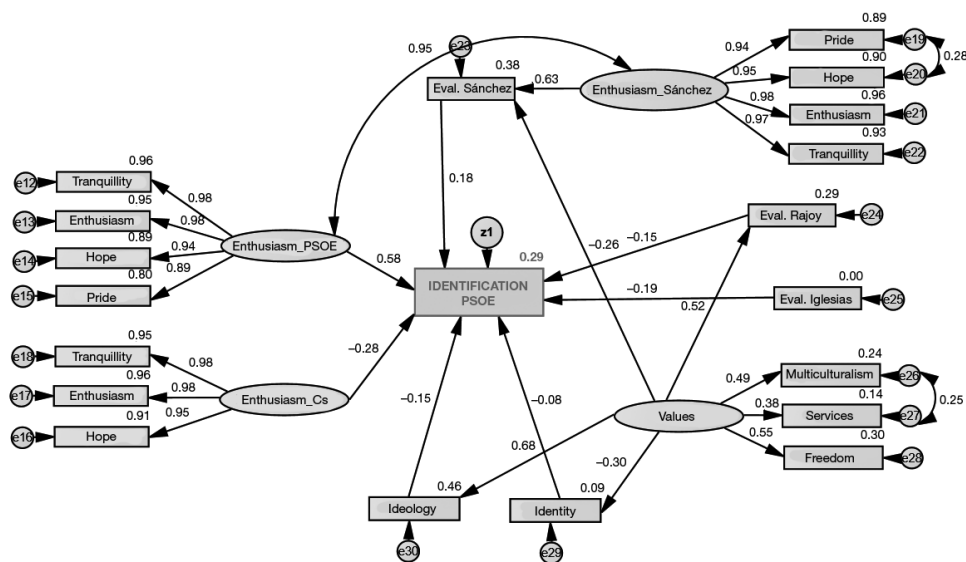 0.89
e23
0.95
Pride
e19
0.94
0.28
0.90
0.38
0.63
0.95
Hope
e20
Eval. Sánchez
Enthusiasm_Sánchez
0.96
0.98
Enthusiasm
e21
0.97
0.93
Tranquillity
e22
0.96
0.18
e12
Tranquillity
0.98
0.29
0.95
Eval. Rajoy
e24
e13
Enthusiasm
0.98
z1
0.89
Enthusiasm_PSOE
–0.26
–0.15
e14
Hope
0.94
0.58
0.29
0.80
0.89
0.00
e15
Pride
IDENTIFICATION
PSOE
–0.19
0.52
Eval. Iglesias
e25
0.95
e18
Tranquillity
0.98
–0.28
0.24
0.96
Multiculturalism
e26
e17
Enthusiasm
0.98
Enthusiasm_Cs
–0.15
–0.08
0.49
0.14
0.25
0.91
0.95
Values
0.38
Services
e27
e16
Hope
0.55
0.30
0.68
–0.30
Freedom
e28
0.46
0.09
Ideology
Identity
e30
e29